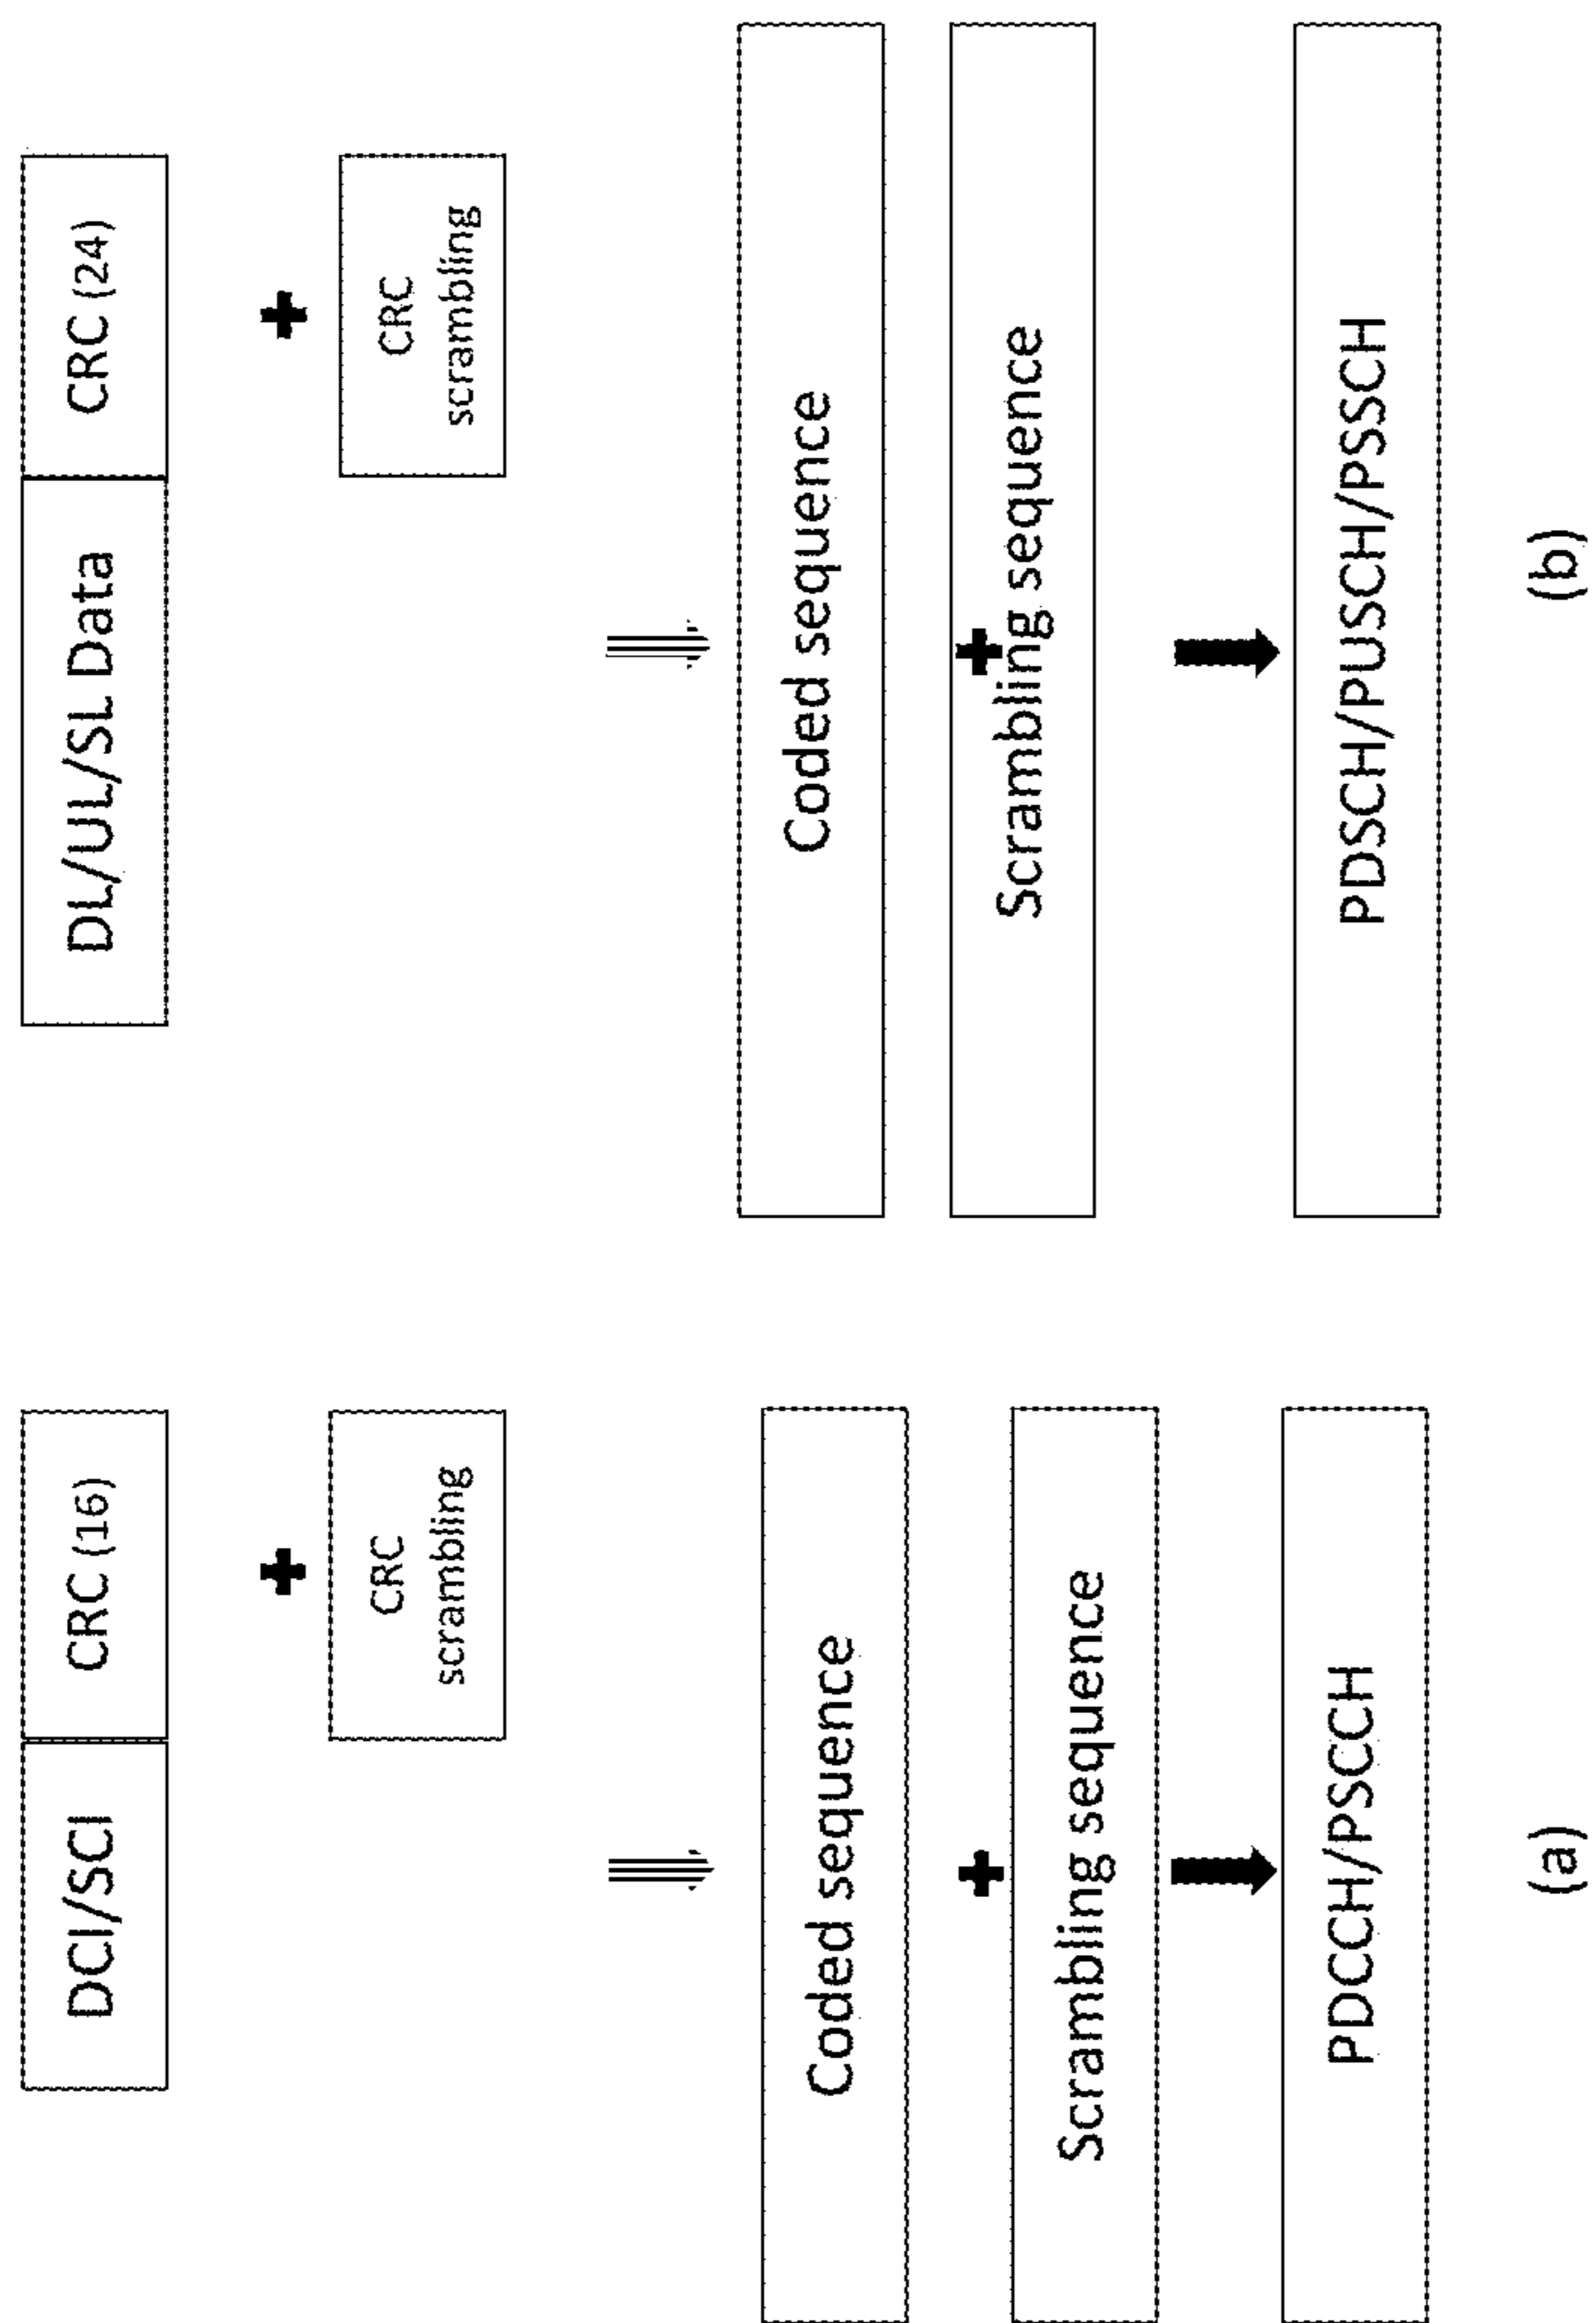 DCI/SCI
CRC (16)
CRC
scrambling
Coded sequence
Scrambling sequence
PDCCH/PSCCH
(a)
DL/UL/SL Data
CRC (24)
CRC
scrambling
Coded sequence
Scrambling sequence
PDSCH/PUSCH/PSSCH
(b)